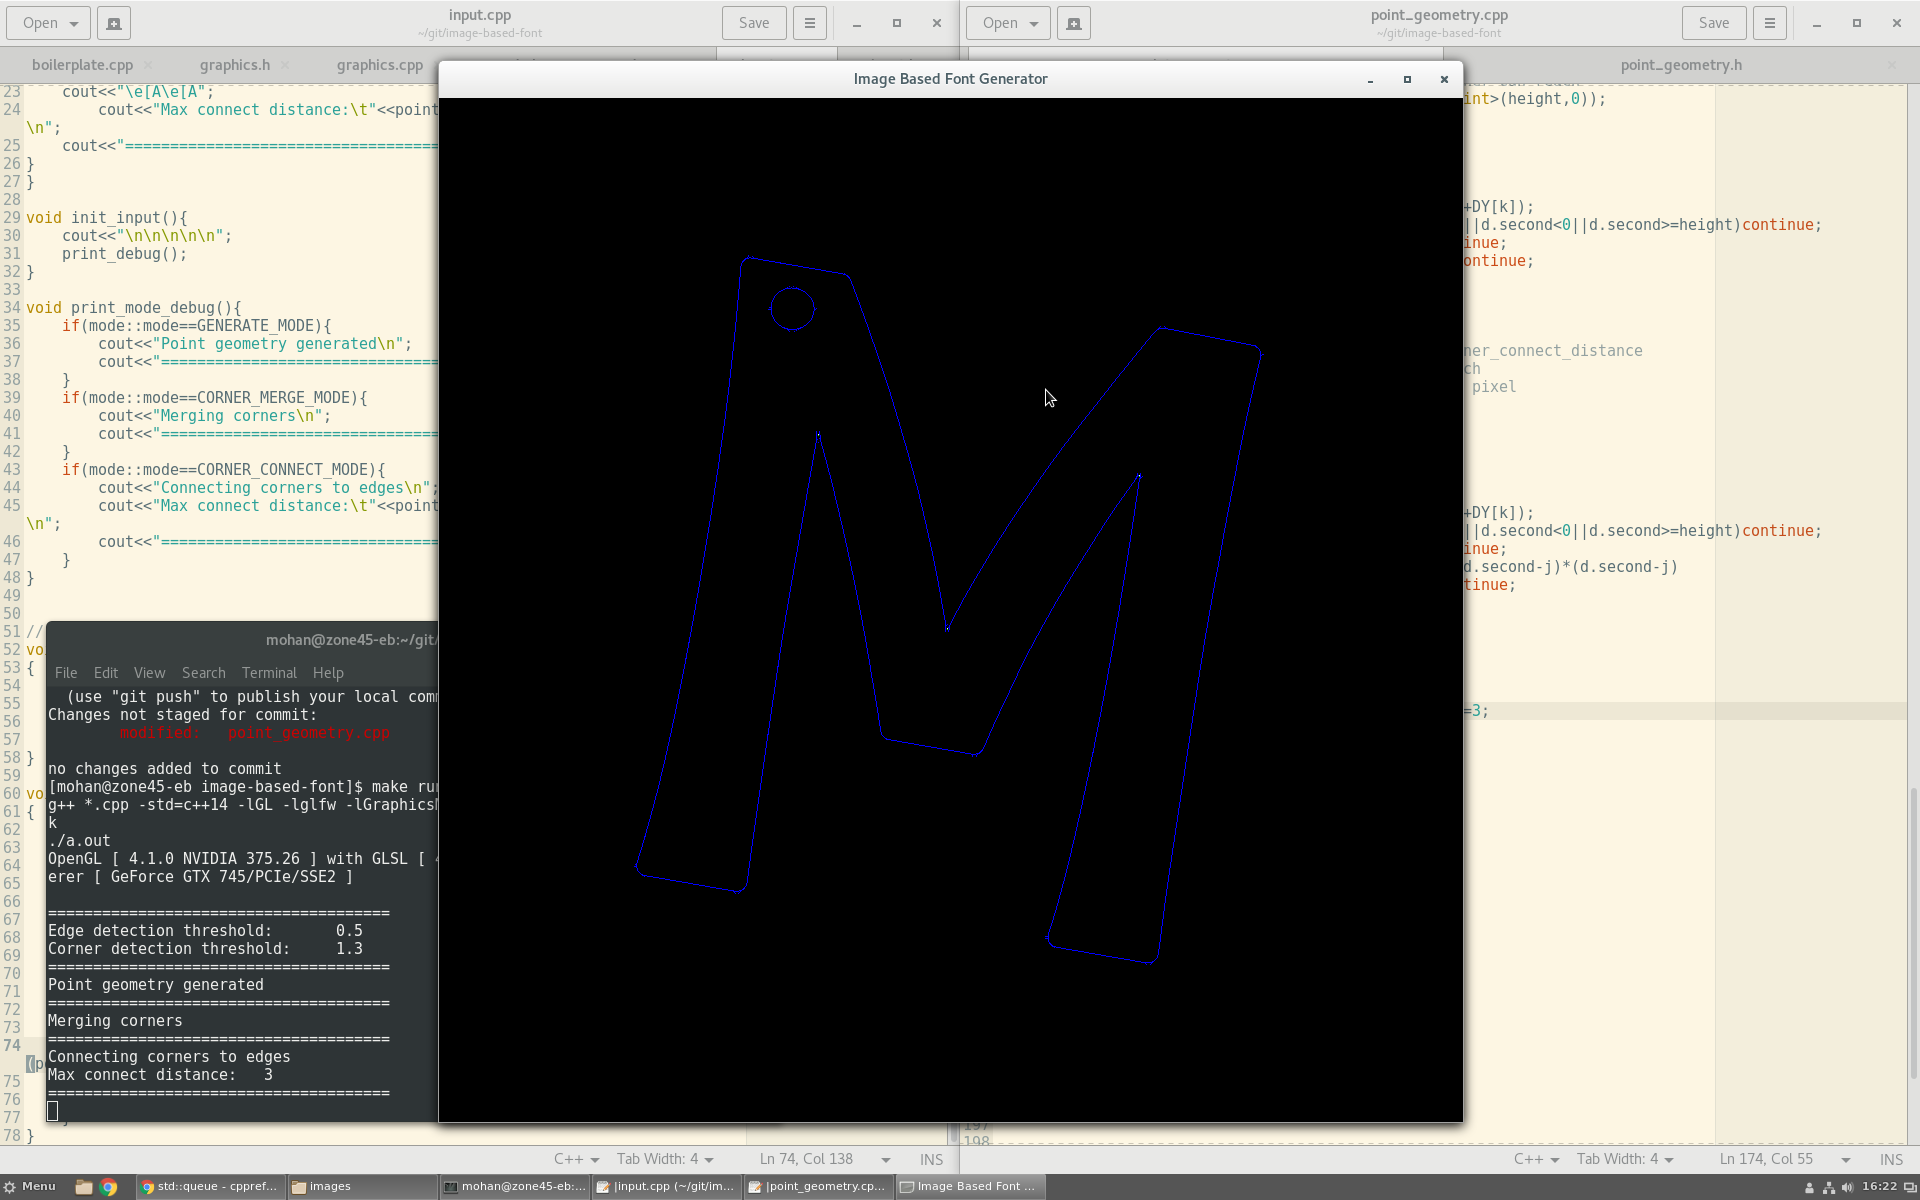 Open
input.cpp
~/git/image-based-font
Save
Open
point_geometry.cpp
~/git/image-based-font
Save
boilerplate.cpp
graphics.h
graphics.cpp
point_geometry.h
Image Based Font Generator
23 cout<<"\e[A\e[A";
24 cout<<"Max connect distance:\t"<<point
\n";
25 cout<<"===================================
26 }
27 }
28
29 void init_input(){
30 cout<<"\n\n\n\n\n";
31 print_debug();
32 }
33
34 void print_mode_debug(){
35 if(mode::mode==GENERATE_MODE){
36 cout<<"Point geometry generated\n";
37 cout<<"===============================
38 }
39 if(mode::mode==CORNER_MERGE_MODE){
40 cout<<"Merging corners\n";
41 cout<<"===============================
42 }
43 if(mode::mode==CORNER_CONNECT_MODE){
44 cout<<"Connecting corners to edges\n";
45 cout<<"Max connect distance:\t"<<point
\n";
46 cout<<"===============================
47 }
48 }
49
50
51 //
52 vo
53 {
54
55
56
57
58 }
59
60 vo
61 {
62
63
64
65
66
67
68
69
70
71
72
73
74
(p
75
76
77 }
78 }
int>(height,0));
+DY[k]);
||d.second<0||d.second>=height)continue;
inue;
ontinue;
ner_connect_distance
ch
pixel
+DY[k]);
||d.second<0||d.second>=height)continue;
inue;
d.second-j)*(d.second-j)
tinue;
=3;
197
198
mohan@zone45-eb:~/git/
File Edit View Search Terminal Help
(use "git push" to publish your local com
Changes not staged for commit:
modified: point_geometry.cpp
no changes added to commit
[mohan@zone45-eb image-based-font]$ make ru
g++ *.cpp -std=c++14 -lGL -lglfw -lGraphics
k
./a.out
OpenGL [ 4.1.0 NVIDIA 375.26 ] with GLSL [
erer [ GeForce GTX 745/PCIe/SSE2 ]
======================================
Edge detection threshold: 0.5
Corner detection threshold: 1.3
======================================
Point geometry generated
======================================
Merging corners
======================================
Connecting corners to edges
Max connect distance: 3
======================================
C++ Tab Width: 4 Ln 74, Col 138 INS
C++ Tab Width: 4 Ln 174, Col 55 INS
Menu
std::queue - cppref...
images
mohan@zone45-eb:...
|input.cpp (~/git/im...
|point_geometry.cp...
Image Based Font ...
16:22